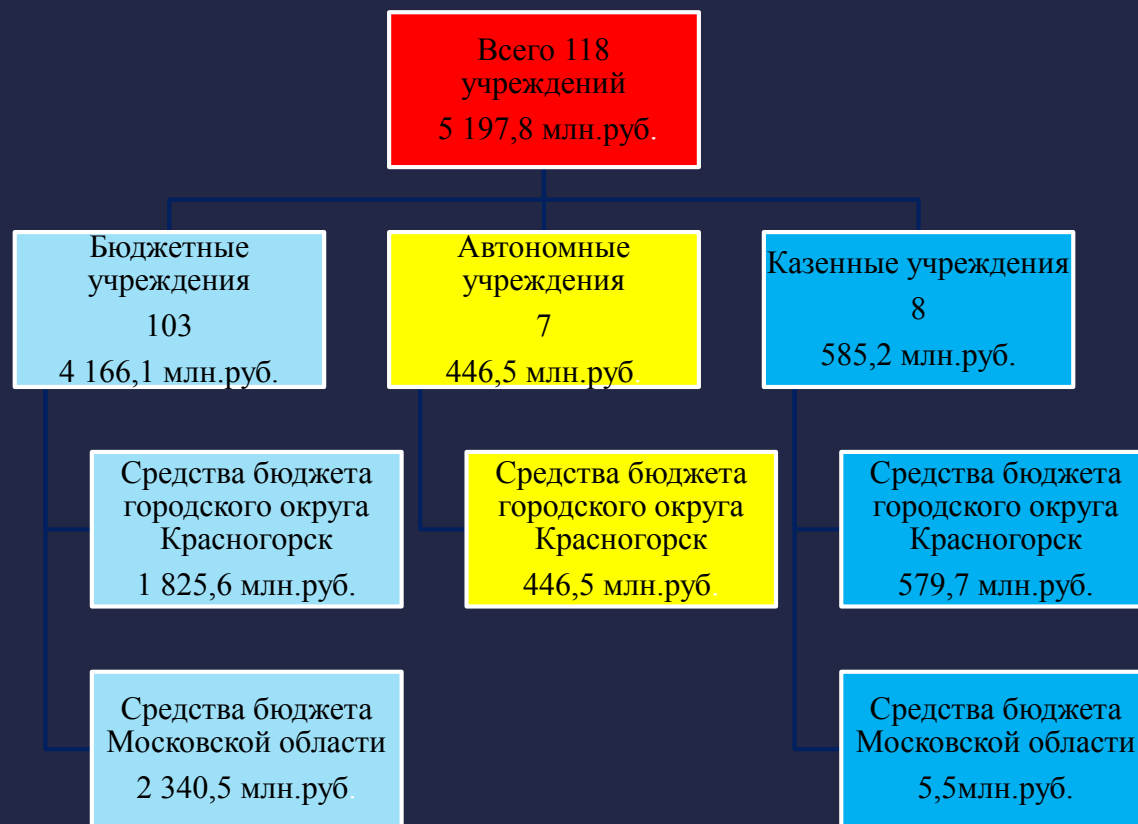 Всего 118
учреждений
5 197,8 млн.руб.
Бюджетные
учреждения
103
4 166,1 млн.руб.
Автономные
учреждения
7
446,5 млн.руб.
Казенные учреждения
8
585,2 млн.руб.
Средства бюджета
городского округа
Красногорск
1 825,6 млн.руб.
Средства бюджета
городского округа
Красногорск
446,5 млн.руб.
Средства бюджета
городского округа
Красногорск
579,7 млн.руб.
Средства бюджета
Московской области
2 340,5 млн.руб.
Средства бюджета
Московской области
5,5млн.руб.